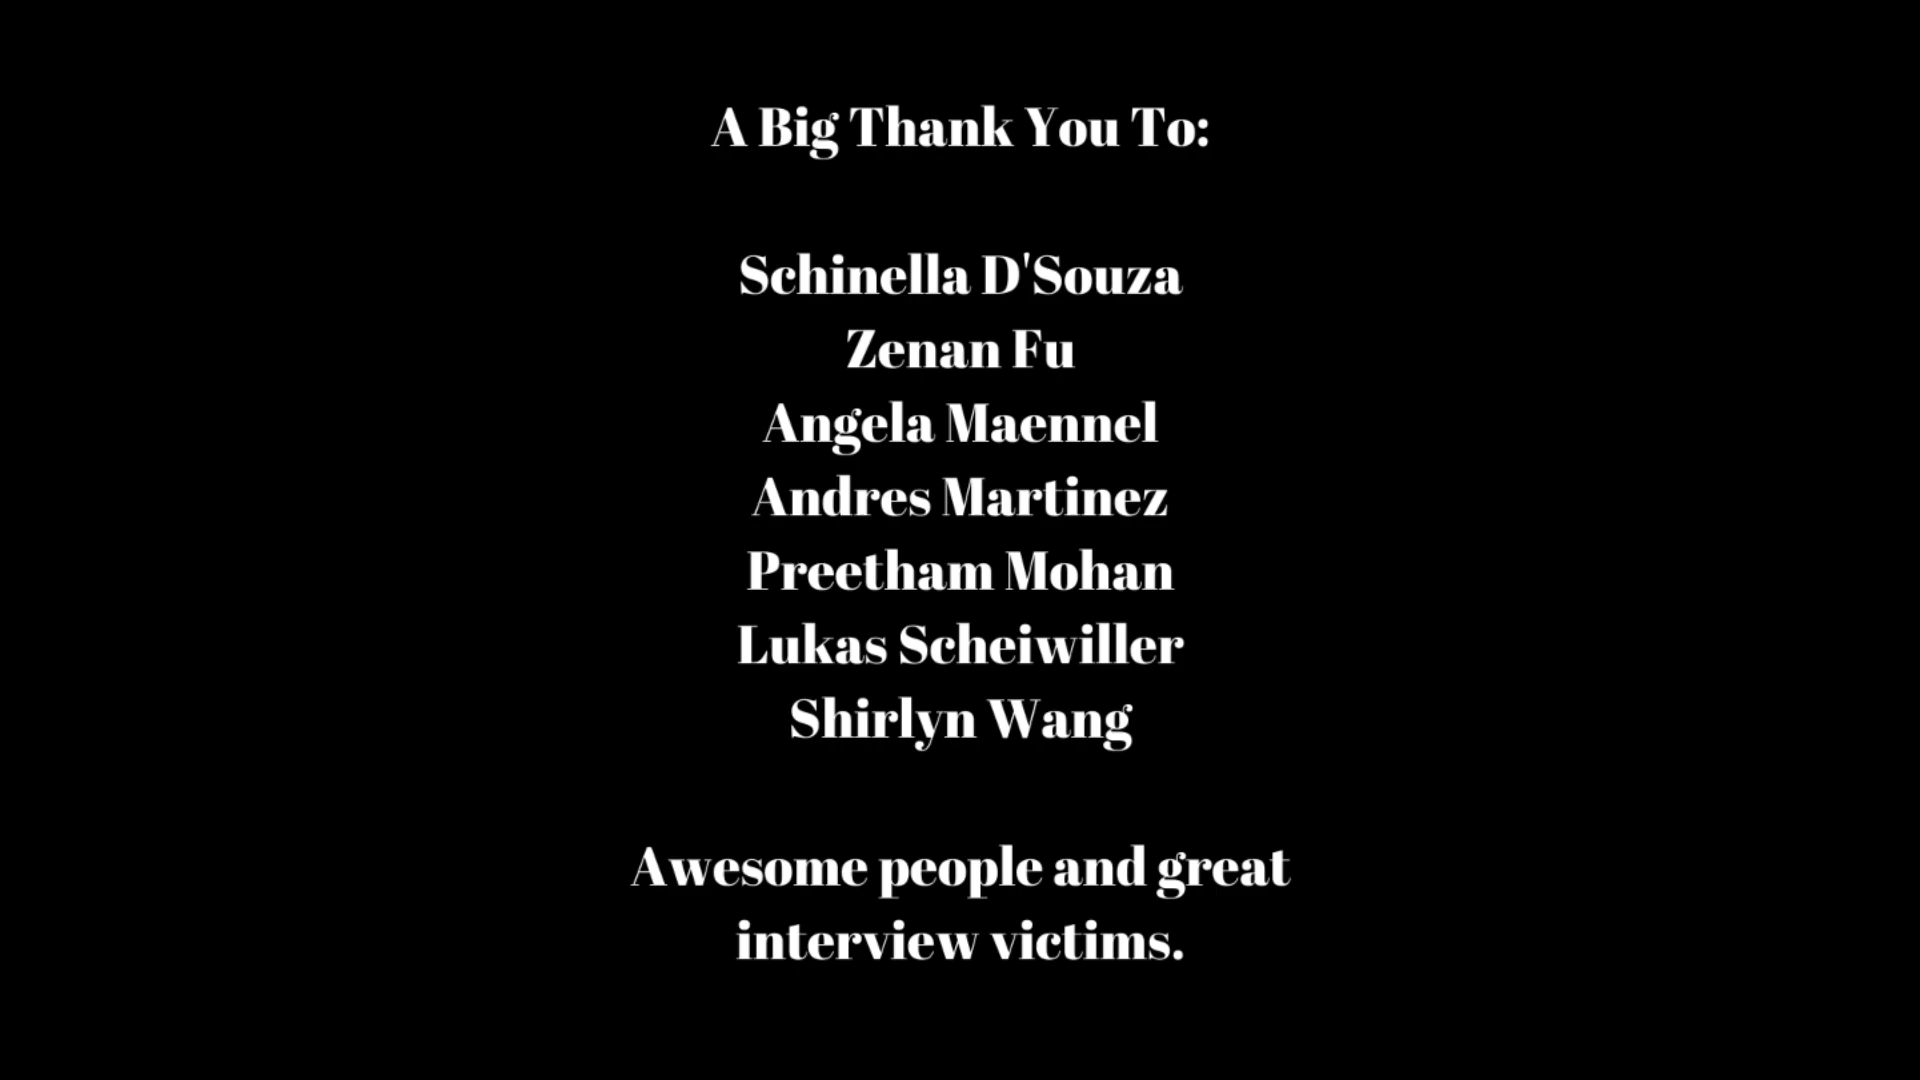 A Big Thank You To:
Schinella D'Souza
Zenan Fu
Angela Maennel
Andres Martinez
Preetham Mohan
Lukas Scheiwiller
Shirlyn Wang
Awesome people and great
interview victims.